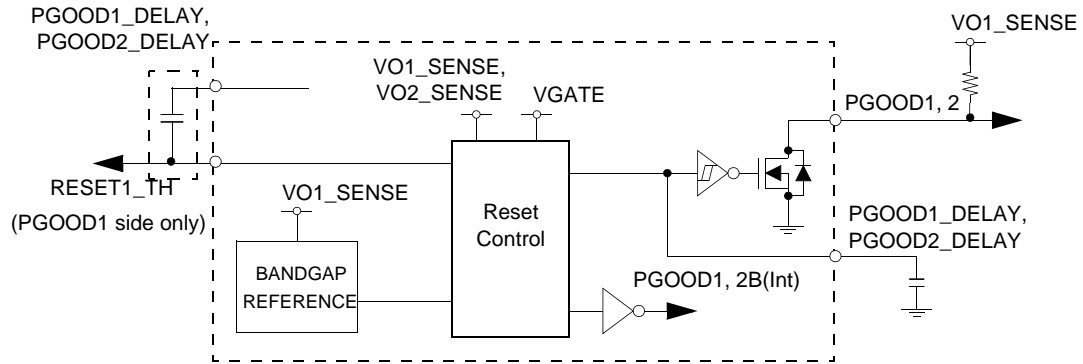 PGOOD1_DELAY,
PGOOD2_DELAY
VO1_SENSE
VO1_SENSE,
VO2_SENSE
VGATE
PGOOD1, 2
RESET1_TH
(PGOOD1 side only)
VO1_SENSE
Reset
Control
PGOOD1_DELAY,
PGOOD2_DELAY
BANDGAP
REFERENCE
PGOOD1, 2B(Int)